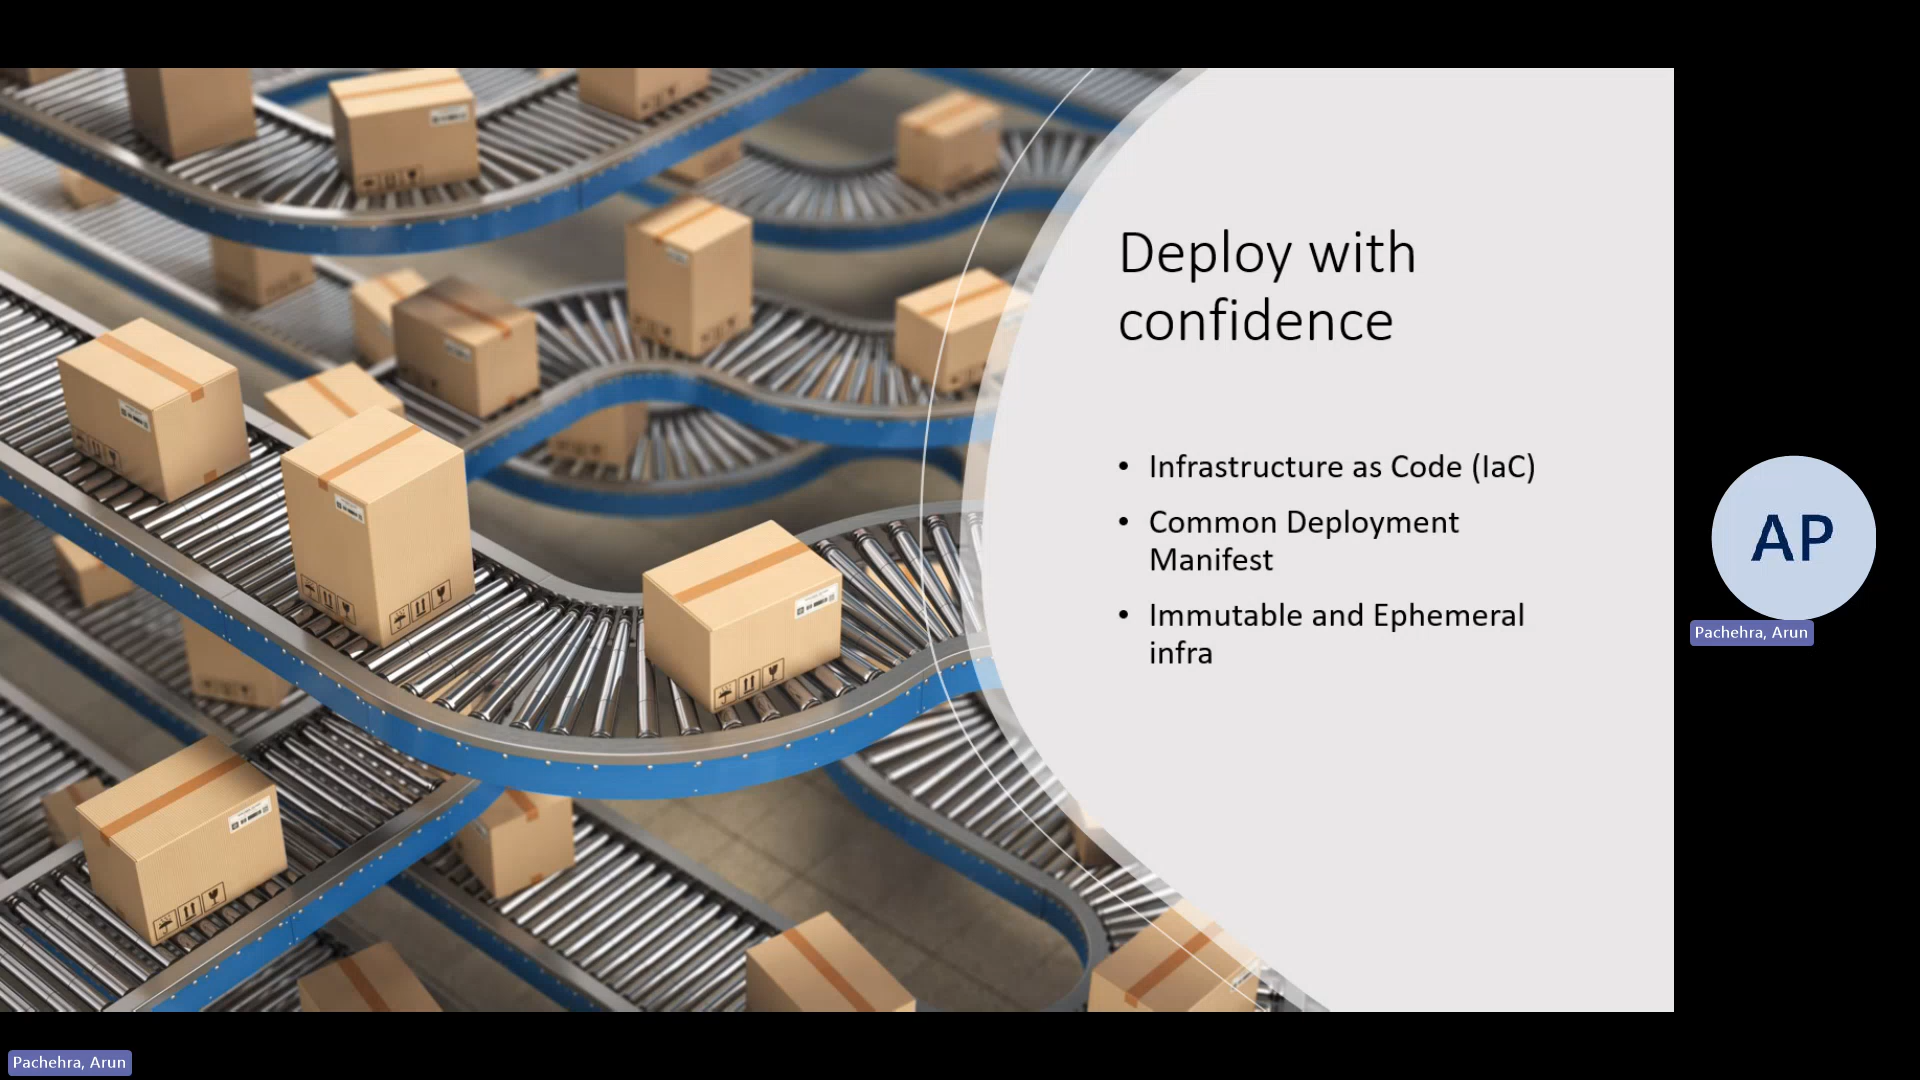 Deploy with
confidence
• Infrastructure as Code (IaC)
• Common Deployment
Manifest
• Immutable and Ephemeral
infra
AP
Pachehra, Arun
Pachehra, Arun